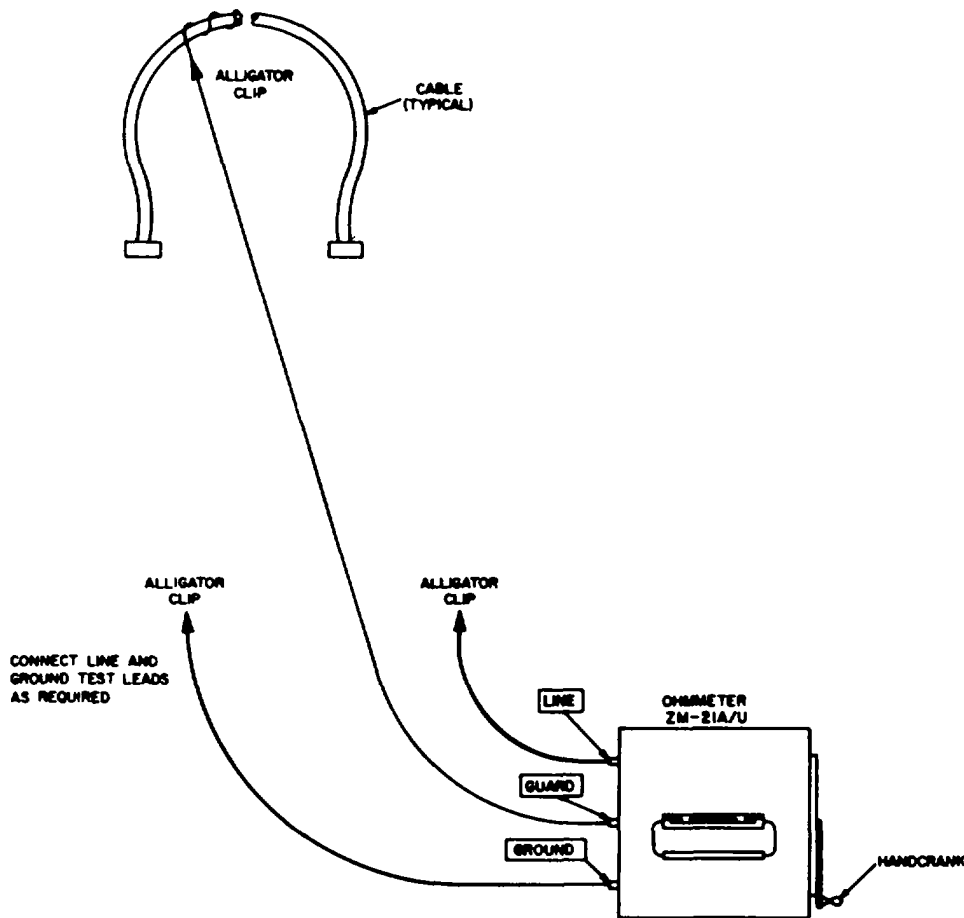 ALLIGATOR
CLIP
CABLE
(TYPICAL)
ALLIGATOR
CLIP
ALLIGATOR
CLIP
CONNECT LINE AND
GROUND TEST LEADS
AS REQUIRED
LINE
OHMMETER
ZM-21A/U
GUARD
GROUND
HANDCRANK